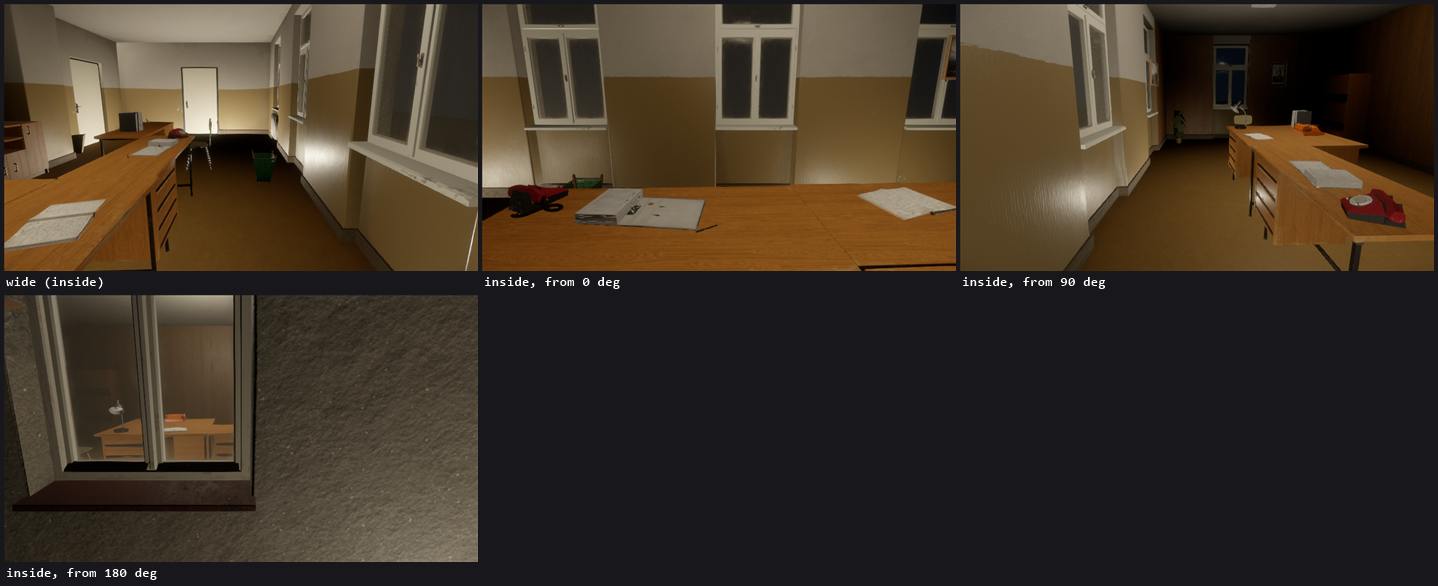 wide (inside)
inside, from 0 deg
inside, from 90 deg
inside, from 180 deg